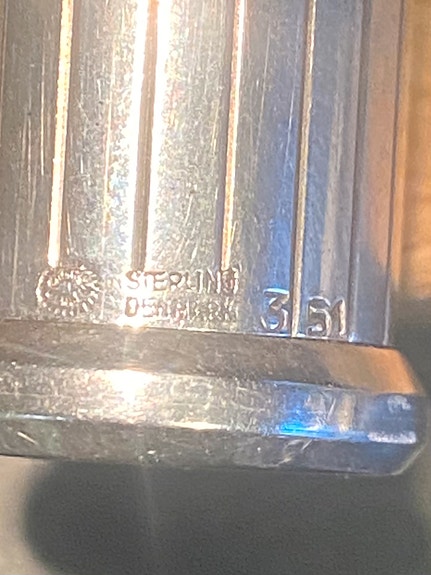 STERLING
DENMARK
351